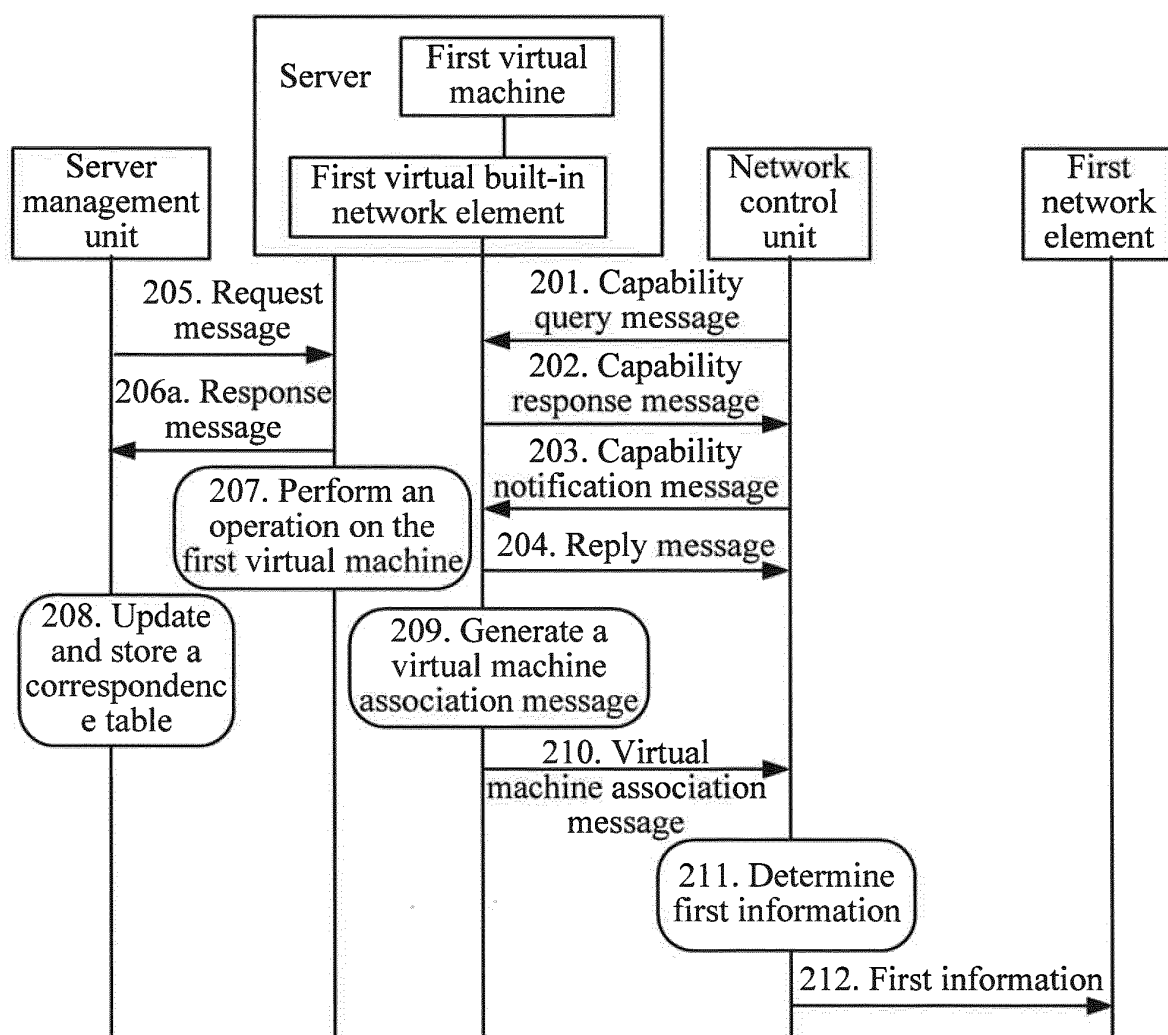 Server
First virtual
machine
First virtual built-in
network element
Server
management
unit
Network
control
unit
First
network
element
205. Request
message
201. Capability
query message
206a. Response
message
202. Capability
response message
203. Capability
notification message
207. Perform an
operation on the
first virtual machine
204. Reply message
208. Update
and store a
correspondenc
e table
209. Generate a
virtual machine
association message
210. Virtual
machine association
message
211. Determine
first information
212. First information